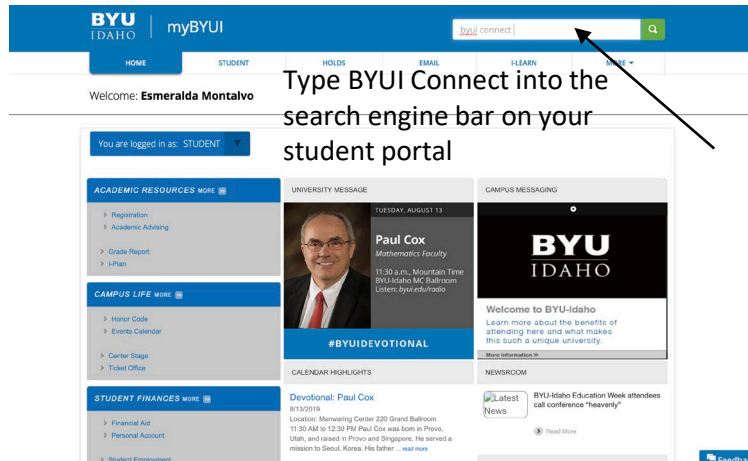 BYU
IDAHO
myBYUI
byui connect
HOME STUDENT HOLDS EMAIL I-LEARN MORE
Type BYUI Connect into the
search engine bar on your
student portal
Welcome: Esmeralda Montalvo
You are logged in as: STUDENT
ACADEMIC RESOURCES MORE
Registration
Academic Advising
Grade Report
I-Plan
CAMPUS LIFE MORE
Honor Code
Events Calendar
Center Stage
Ticket Office
STUDENT FINANCES MORE
Financial Aid
Personal Account
Student Employment
UNIVERSITY MESSAGE
TUESDAY, AUGUST 13
Paul Cox
Mathematics Faculty
11:30 a.m., Mountain Time
BYU-Idaho MC Ballroom
Listen: byui.edu/radio
#BYUIDEVOTIONAL
CALENDAR HIGHLIGHTS
Devotional: Paul Cox
8/13/2019
Location: Manwaring Center 220 Grand Ballroom
11:30 AM to 12:30 PM Paul Cox was born in Provo,
Utah, and raised in Provo and Singapore. He served a
mission to Seoul, Korea. His father ... read more
CAMPUS MESSAGING
BYU
IDAHO
Welcome to BYU-Idaho
Learn more about the benefits of
attending here and what makes
this such a unique university.
More Information »
NEWSROOM
Latest
News
BYU-Idaho Education Week attendees
call conference “heavenly”
Read More
Feedba